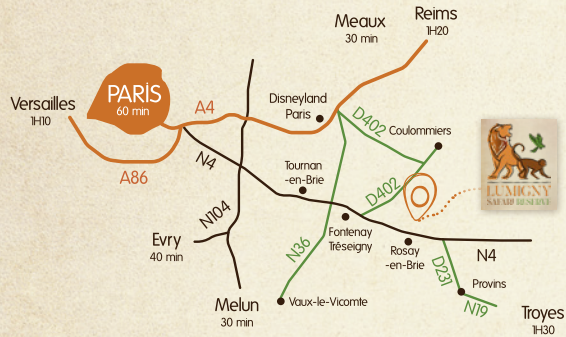 Meaux
30 min
Reims
1H20
Versailles
1H10
PARİS
60 min
A4
Disneyland
Paris
D402
Coulommiers
A86
N4
Tournan
-en-Brie
D402
LUMIGNY
SAFARI RESERVE
N104
Evry
40 min
N36
Fontenay
Tréseigny
Rosay
-en-Brie
N4
D231
Melun
30 min
Vaux-le-Vicomte
Provins
N19
Troyes
1H30